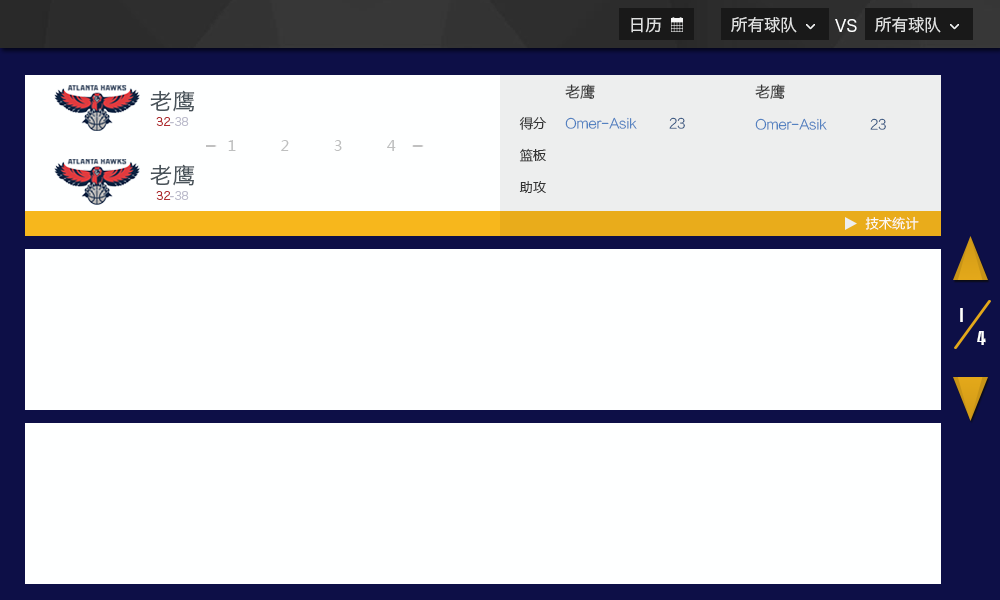 日历 所有球队 VS 所有球队
ATLANTA HAWKS
老鹰
32-38
1 2 3 4
ATLANTA HAWKS
老鹰
32-38
老鹰 老鹰
得分 Omer-Asik 23 Omer-Asik 23
篮板
助攻
技术统计
1/4